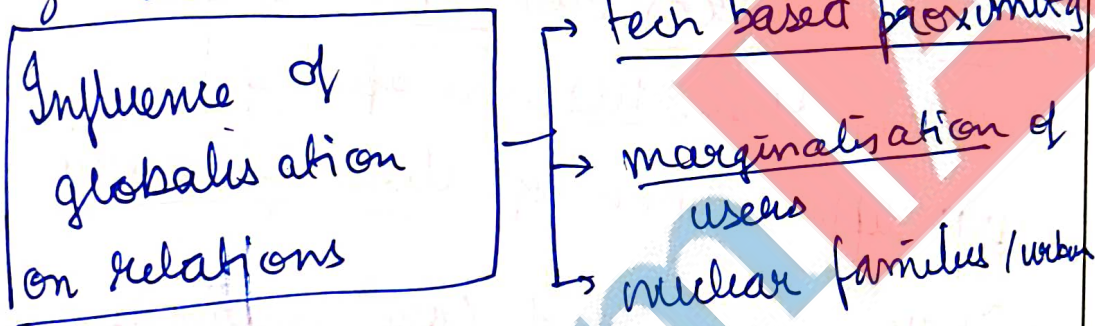 Influence of
globalisation
on relations
tech based proximity
marginalisation of
users
nuclear families / urban